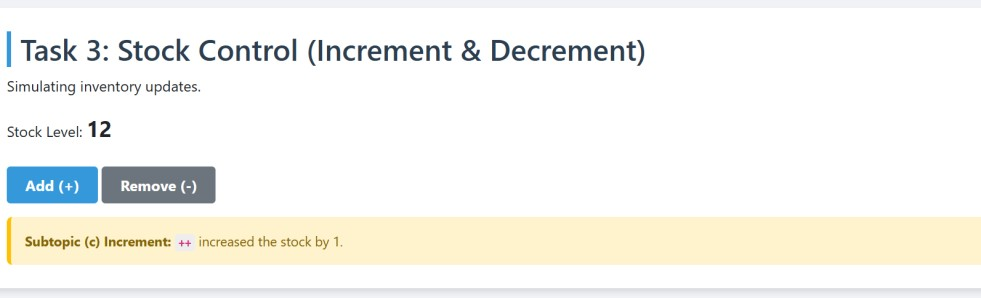 Task 3: Stock Control (Increment & Decrement)
Simulating inventory updates.
Stock Level: 12
Add (+) Remove (-)
Subtopic (c) Increment: ++ increased the stock by 1.